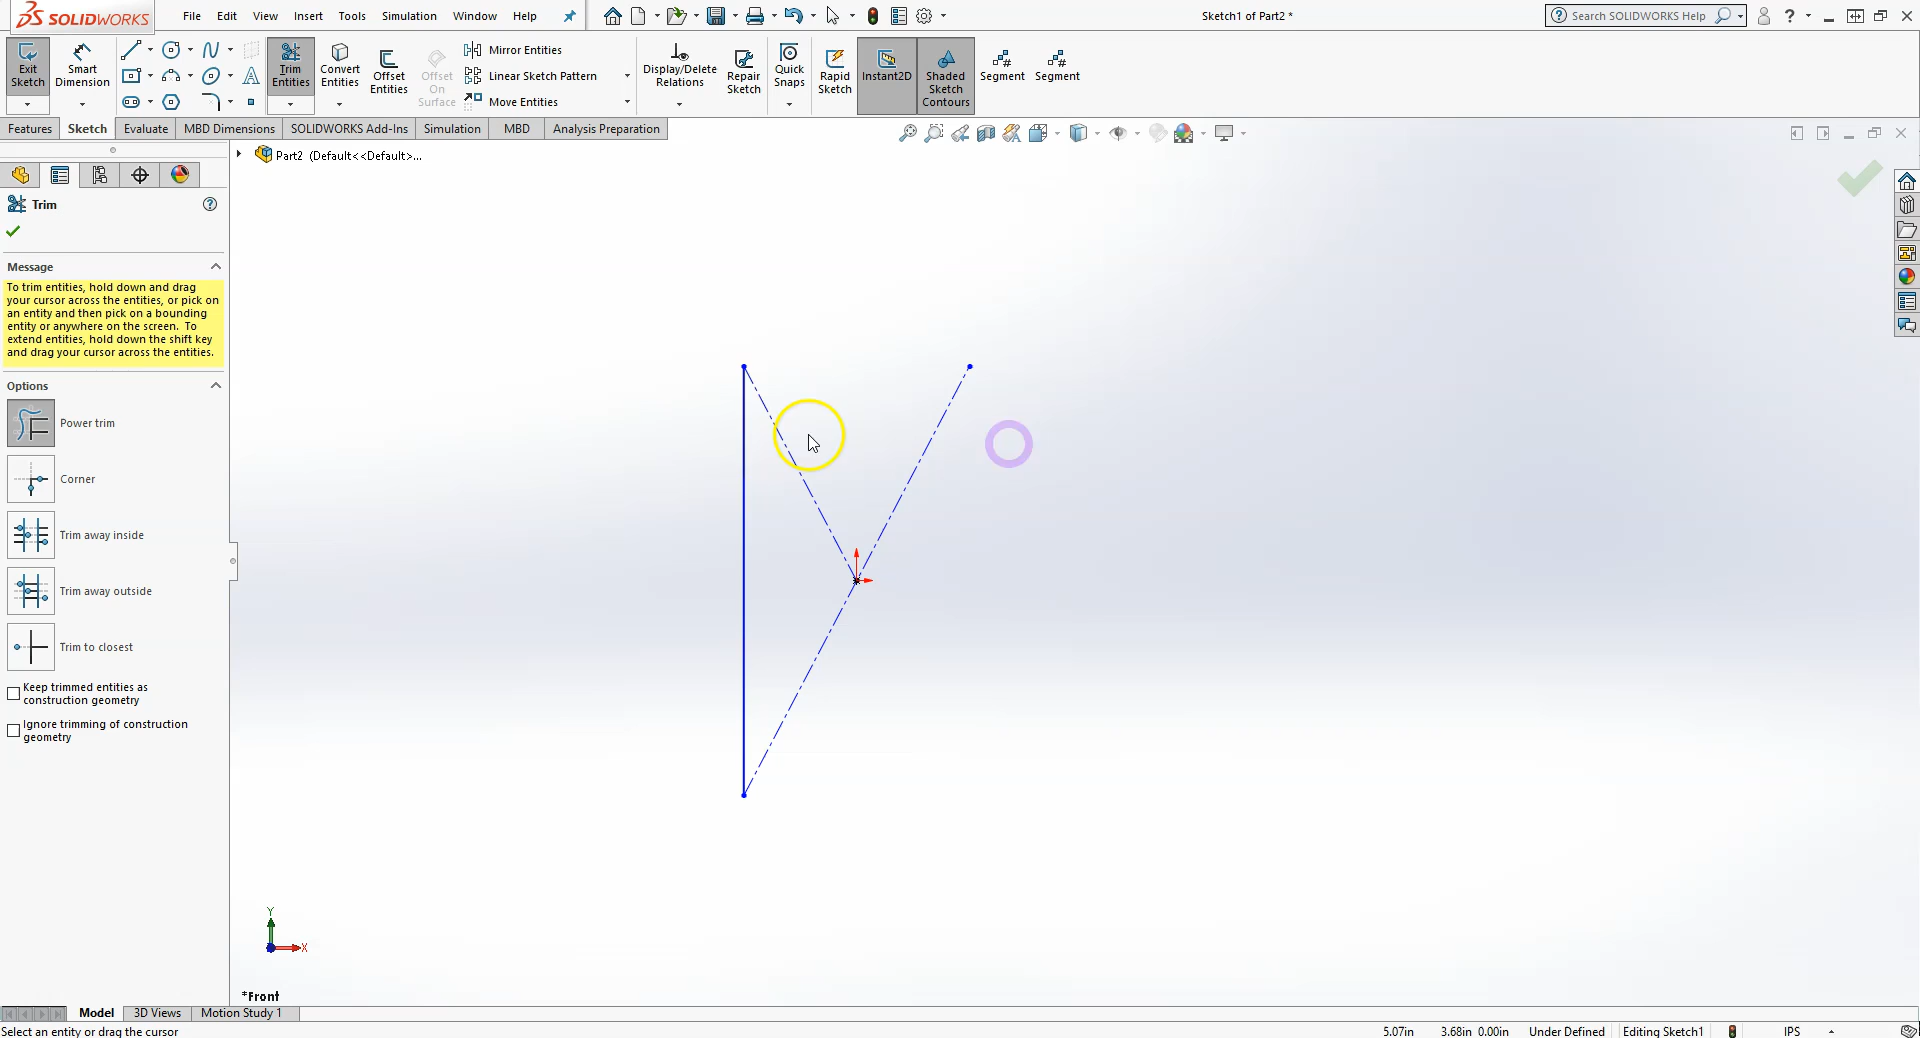 SOLIDWORKS File Edit View Insert Tools Simulation Window Help Sketch1 of Part2 * Search SOLIDWORKS Help ?
Exit Sketch
Smart Dimension
Trim Entities
Convert Entities
Offset Entities
Offset On Surface
Mirror Entities
Linear Sketch Pattern
Move Entities
Display/Delete Relations
Repair Sketch
Quick Snaps
Rapid Sketch
Instant2D
Shaded Sketch Contours
Segment
Segment
Features Sketch Evaluate MBD Dimensions SOLIDWORKS Add-Ins Simulation MBD Analysis Preparation
Part2 (Default<<Default>...
Trim
?
Message
To trim entities, hold down and drag
your cursor across the entities, or pick on
an entity and then pick on a bounding
entity or anywhere on the screen. To
extend entities, hold down the shift key
and drag your cursor across the entities.
Options
Power trim
Corner
Trim away inside
Trim away outside
Trim to closest
Keep trimmed entities as
construction geometry
Ignore trimming of construction
geometry
Y
X
*Front
Model 3D Views Motion Study 1
Select an entity or drag the cursor 5.07in 3.68in 0.00in Under Defined Editing Sketch1 IPS